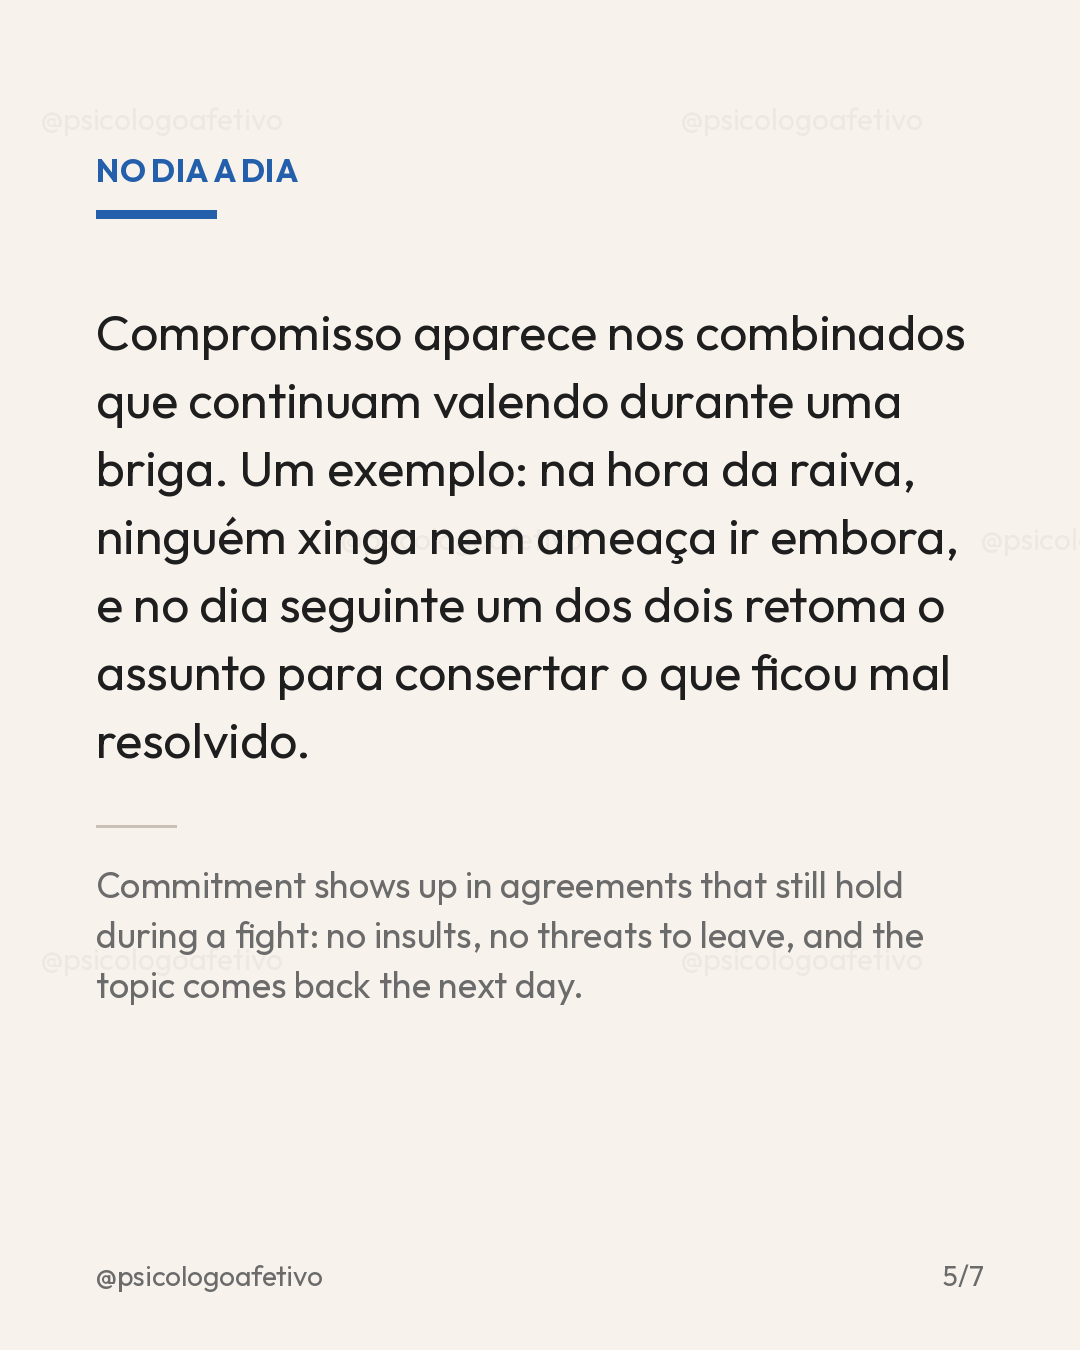 @psicologoafetivo @psicologoafetivo
NO DIA A DIA
Compromisso aparece nos combinados
que continuam valendo durante uma
briga. Um exemplo: na hora da raiva,
ninguém xinga nem ameaça ir embora,
@psicologoafetivo @psicol
e no dia seguinte um dos dois retoma o
assunto para consertar o que ficou mal
resolvido.
Commitment shows up in agreements that still hold
during a fight: no insults, no threats to leave, and the
@psicologoafetivo @psicologoafetivo
topic comes back the next day.
@psicologoafetivo 5/7